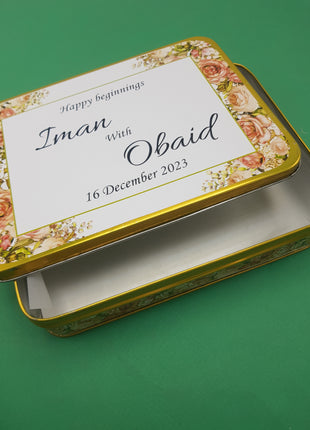 Happy beginnings
Iman
With
Obaid
16 December 2023